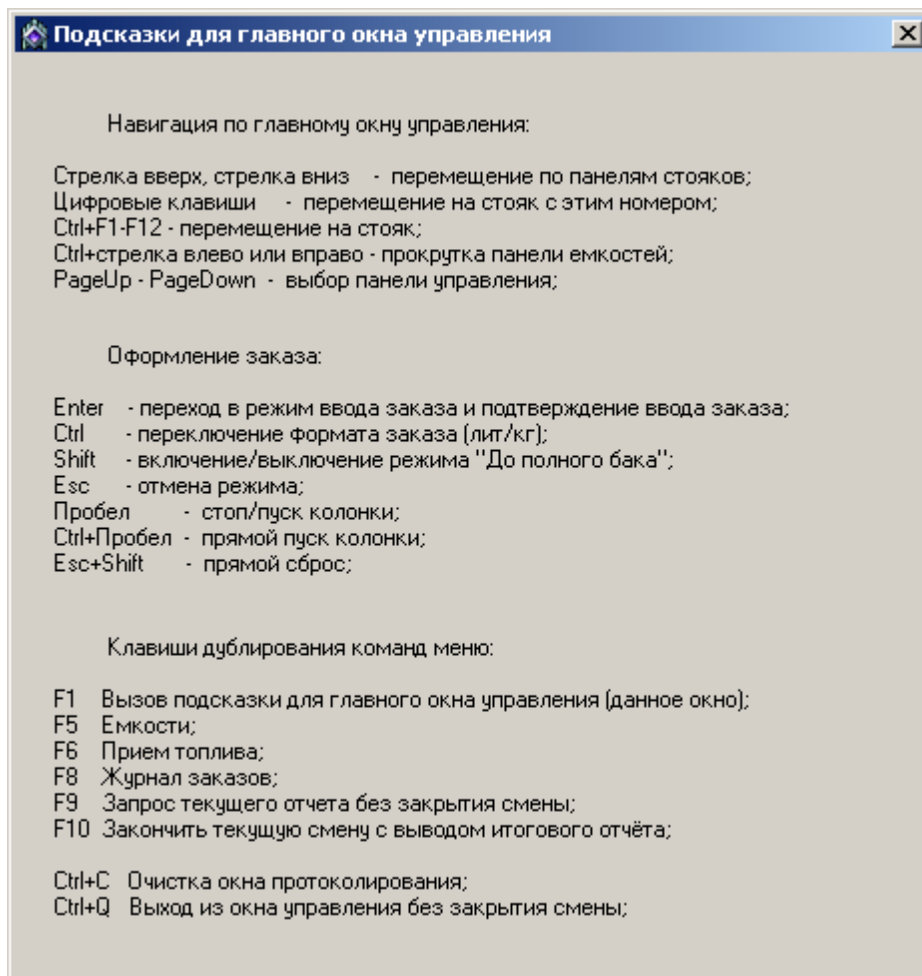 Подсказки для главного окна управления
Навигация по главному окну управления:
Стрелка вверх, стрелка вниз - перемещение по панелям стояков;
Цифровые клавиши - перемещение на стояк с этим номером;
Ctrl+F1-F12 - перемещение на стояк;
Ctrl+стрелка влево или вправо - прокрутка панели емкостей;
PageUp - PageDown - выбор панели управления;
Оформление заказа:
Enter - переход в режим ввода заказа и подтверждение ввода заказа;
Ctrl - переключение формата заказа (лит/кг);
Shift - включение/выключение режима "До полного бака";
Esc - отмена режима;
Пробел - стоп/пуск колонки;
Ctrl+Пробел - прямой пуск колонки;
Esc+Shift - прямой сброс;
Клавиши дублирования команд меню:
F1 Вызов подсказки для главного окна управления (данное окно);
F5 Емкости;
F6 Прием топлива;
F8 Журнал заказов;
F9 Запрос текущего отчета без закрытия смены;
F10 Закончить текущую смену с выводом итогового отчёта;
Ctrl+C Очистка окна протоколирования;
Ctrl+Q Выход из окна управления без закрытия смены;